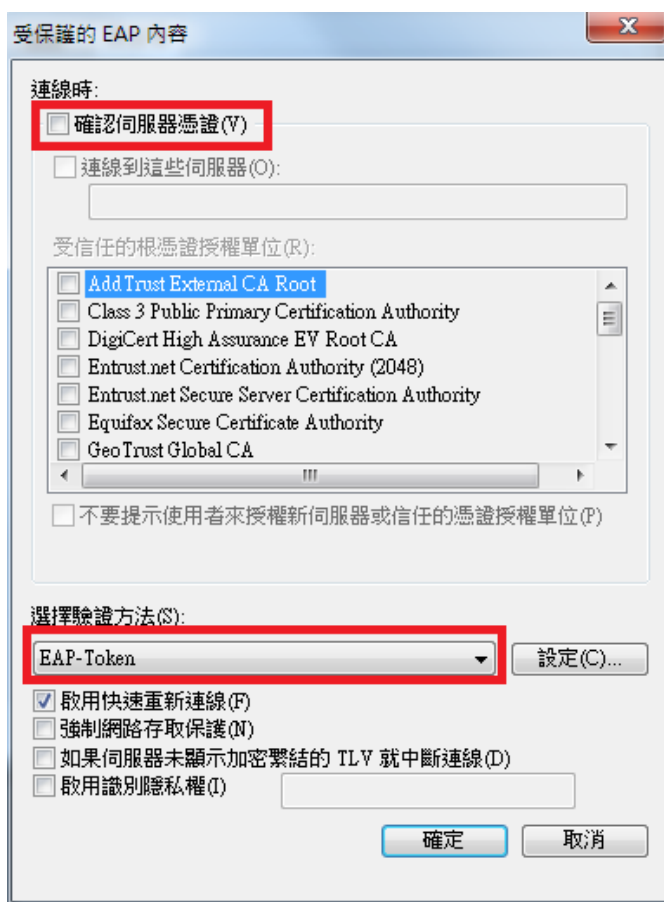 受保護的 EAP 內容
連線時:
確認伺服器憑證(V)
連線到這些伺服器(O):
受信任的根憑證授權單位(R):
AddTrust External CA Root
Class 3 Public Primary Certification Authority
DigiCert High Assurance EV Root CA
Entrust.net Certification Authority (2048)
Entrust.net Secure Server Certification Authority
Equifax Secure Certificate Authority
GeoTrust Global CA
不要提示使用者來授權新伺服器或信任的憑證授權單位(P)
選擇驗證方法(S):
EAP-Token 設定(C)...
啟用快速重新連線(F)
強制網路存取保護(N)
如果伺服器未顯示加密繫結的 TLV 就中斷連線(D)
啟用識別隱私權(I)
確定 取消